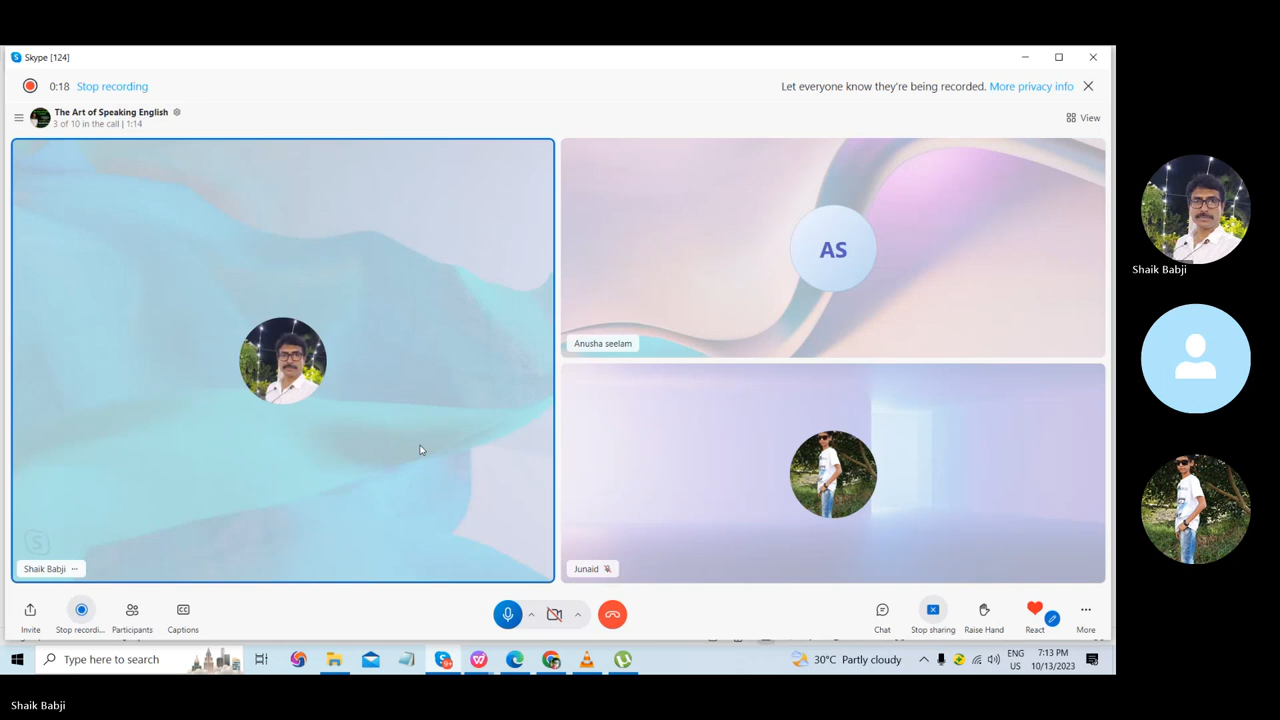 Skype [124]
0:18 Stop recording
Let everyone know they're being recorded. More privacy info
The Art of Speaking English
3 of 10 in the call | 1:14
View
AS
Anusha seelam
Shaik Babji
Junaid
Shaik Babji
Invite
Stop recordi...
Participants
Captions
Chat
Stop sharing
Raise Hand
React
More
Type here to search
30°C Partly cloudy
ENG
US
7:13 PM
10/13/2023
Shaik Babji